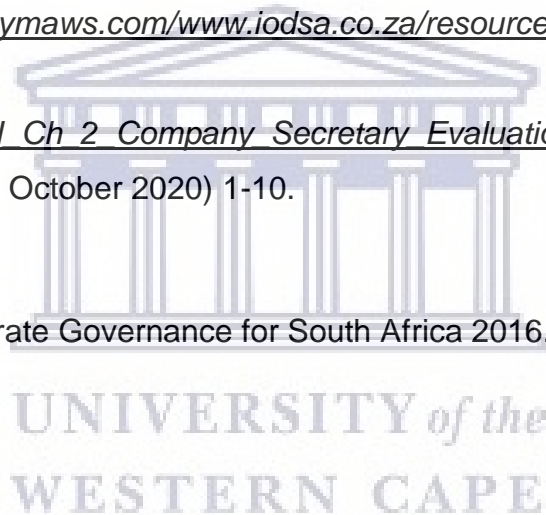 ymaws.com/www.iodsa.co.za/resource
Ch_2_Company_Secretary_Evaluatio
October 2020) 1-10.
rate Governance for South Africa 2016.
UNIVERSITY of the
WESTERN CAPE